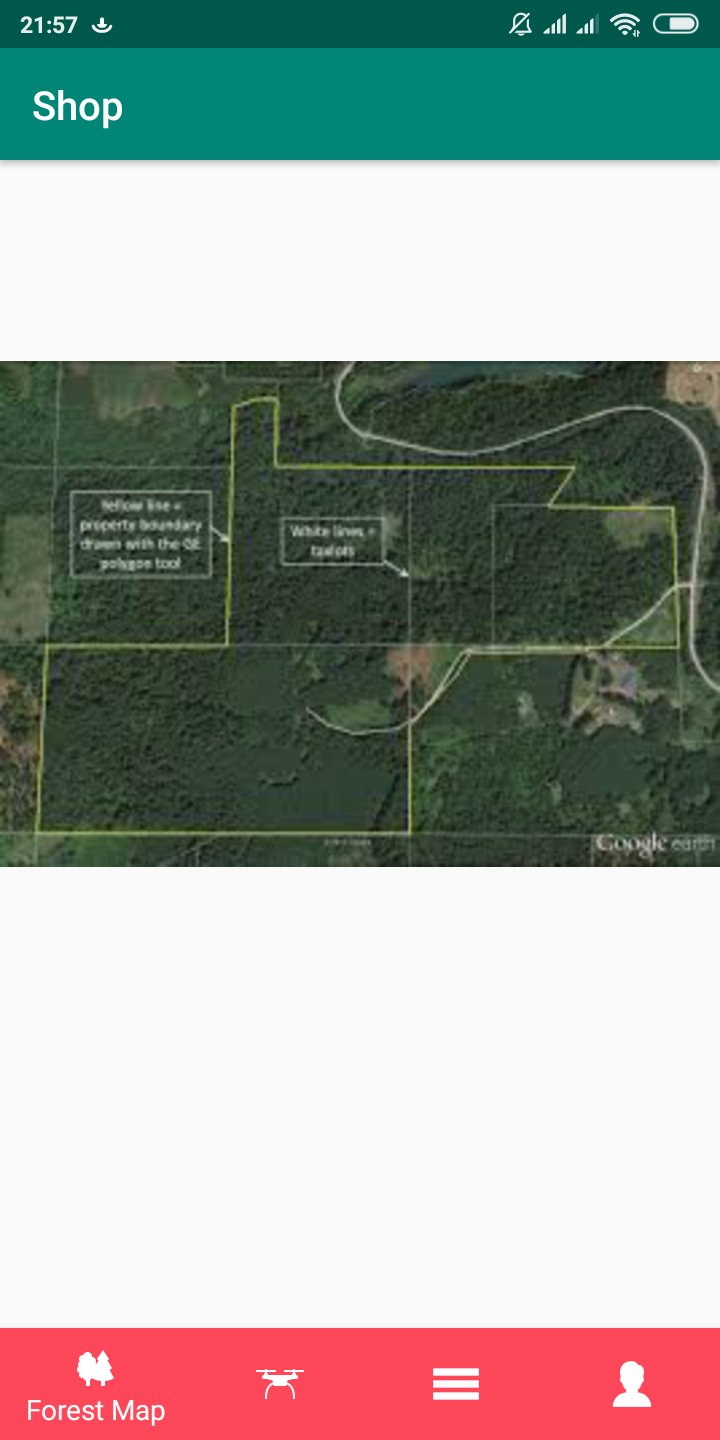 21:57
Shop
Yellow line =
property boundary
drawn with the GE
polygon tool
White lines =
taxlots
Google earth
Forest Map